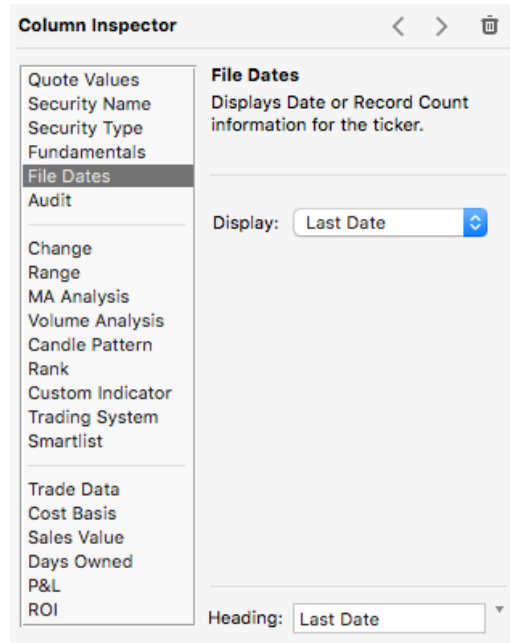 Column Inspector
Quote Values
Security Name
Security Type
Fundamentals
File Dates
Audit
Change
Range
MA Analysis
Volume Analysis
Candle Pattern
Rank
Custom Indicator
Trading System
Smartlist
Trade Data
Cost Basis
Sales Value
Days Owned
P&L
ROI
File Dates
Displays Date or Record Count
information for the ticker.
Display: Last Date
Heading: Last Date